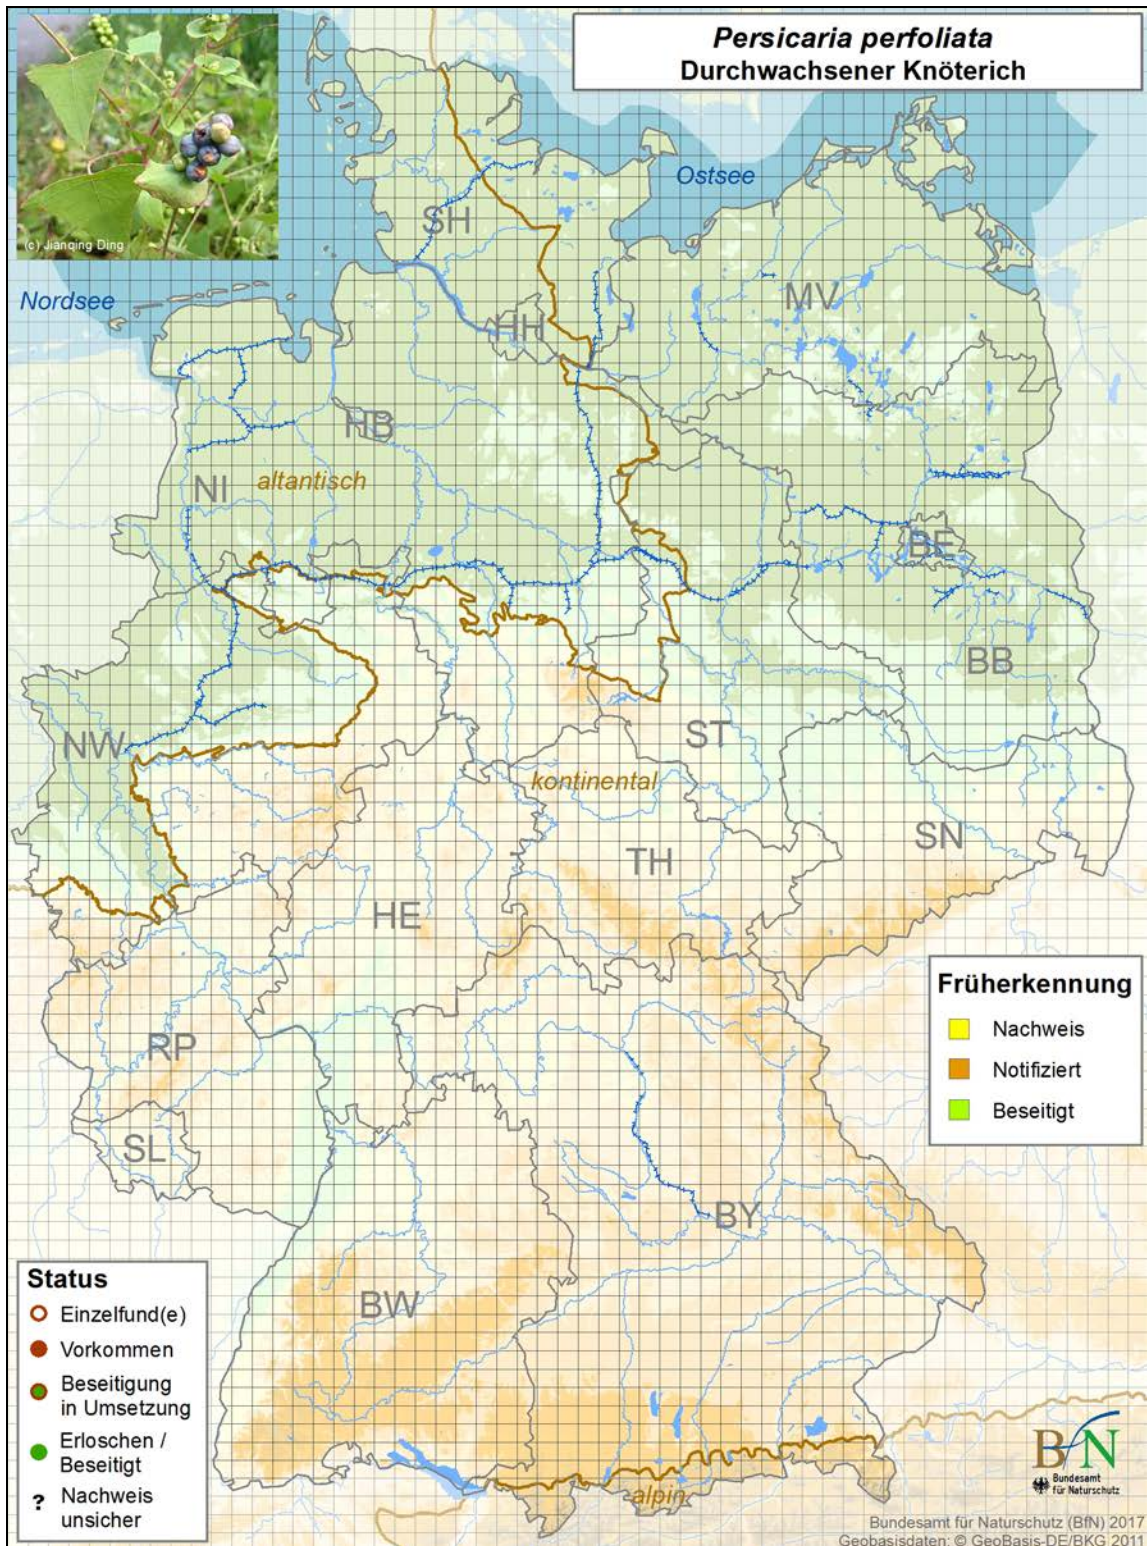 Persicaria perfoliata
Durchwachsener Knöterich
(c) Jianqing Ding
Ostsee
Nordsee
SH
MV
HH
HB
NI
altantisch
BE
BB
NW
ST
kontinental
SN
TH
HE
RP
SL
BY
BW
alpin
Früherkennung
Nachweis
Notifiziert
Beseitigt
Status
Einzelfund(e)
Vorkommen
Beseitigung
in Umsetzung
Erloschen /
Beseitigt
? Nachweis
unsicher
BfN
Bundesamt
für Naturschutz
Bundesamt für Naturschutz (BfN) 2017
Geobasisdaten: © GeoBasis-DE/BKG 2011